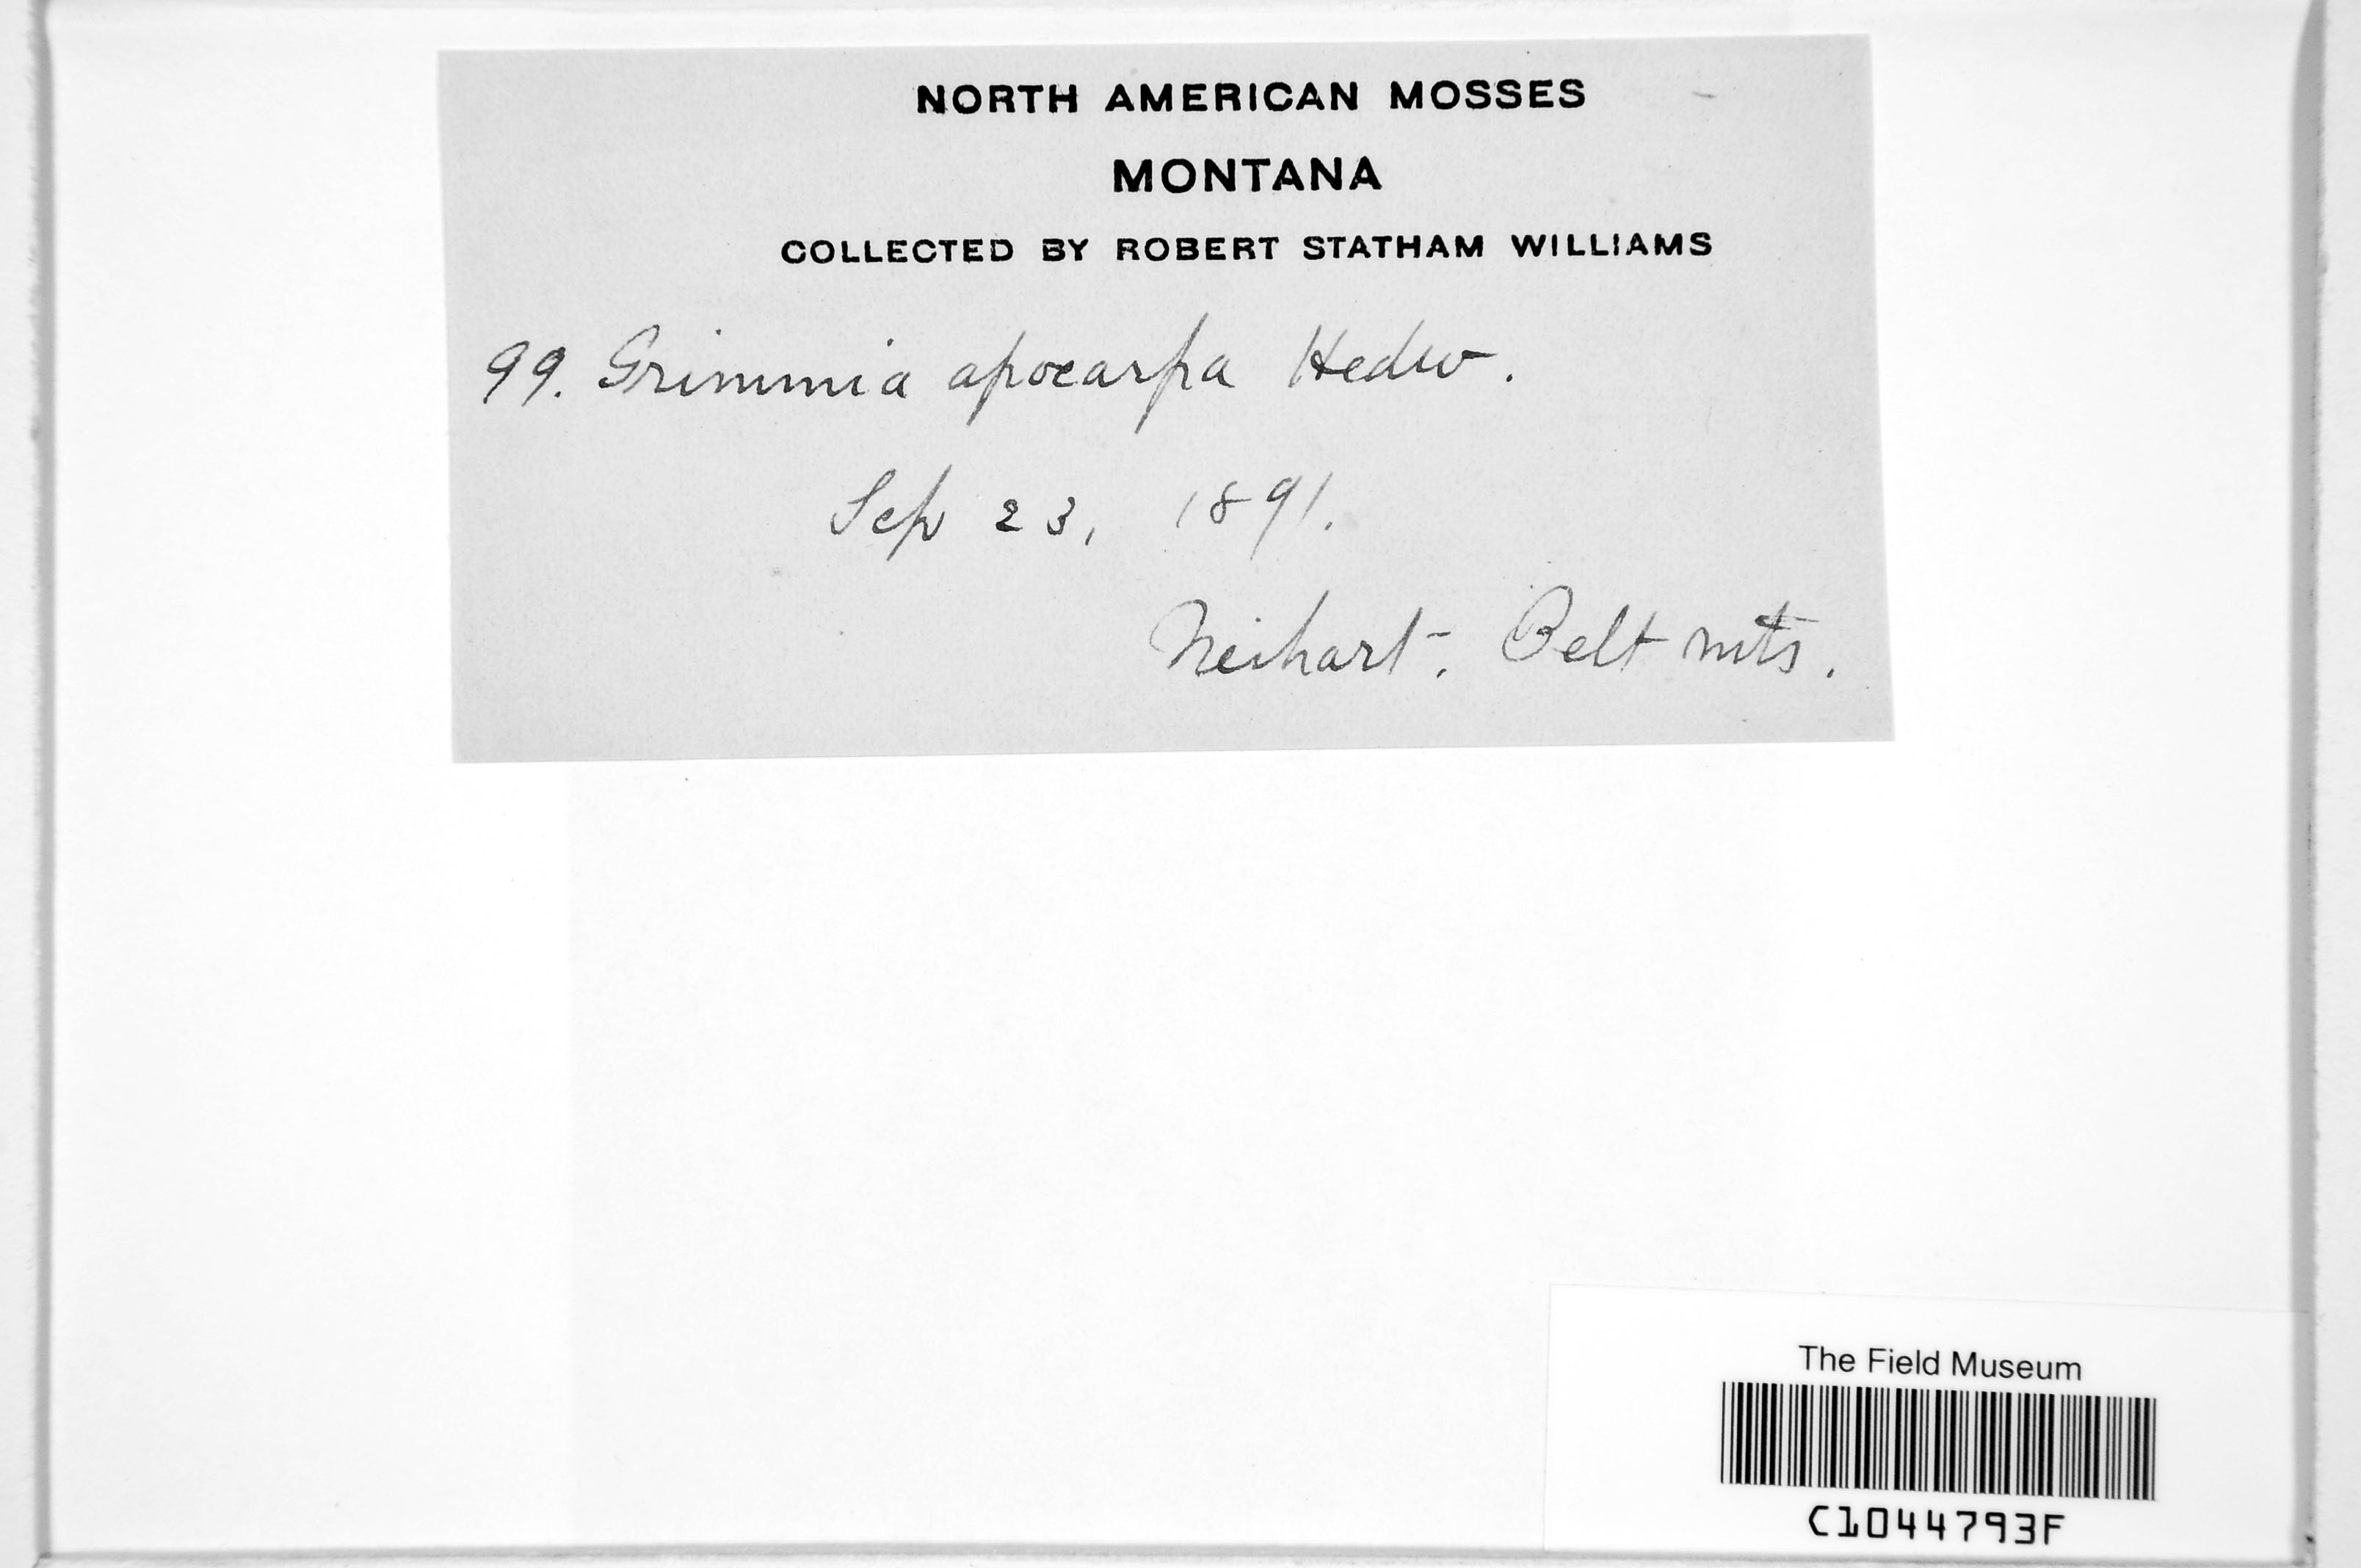 NORTH AMERICAN MOSSES
MONTANA
COLLECTED BY ROBERT STATHAM WILLIAMS
99. Grimmia apocarpa Hedw.
Sep 23, 1891.
Neihart. Belt mts.
The Field Museum
C1044793F